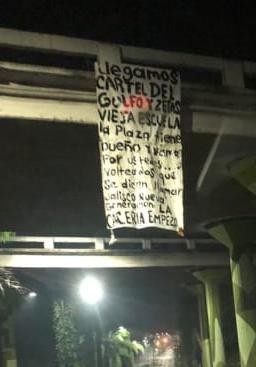 llegamos
CARTEL DEL
GOLFO Y ZETAS
VIEJA ESCUELA
la Plaza tiene
Dueño y Vamos
Por ustedes
Volteados que
Se dicen llamar
Jalisco Nueva
Generacion LA
CACERIA EMPEZO